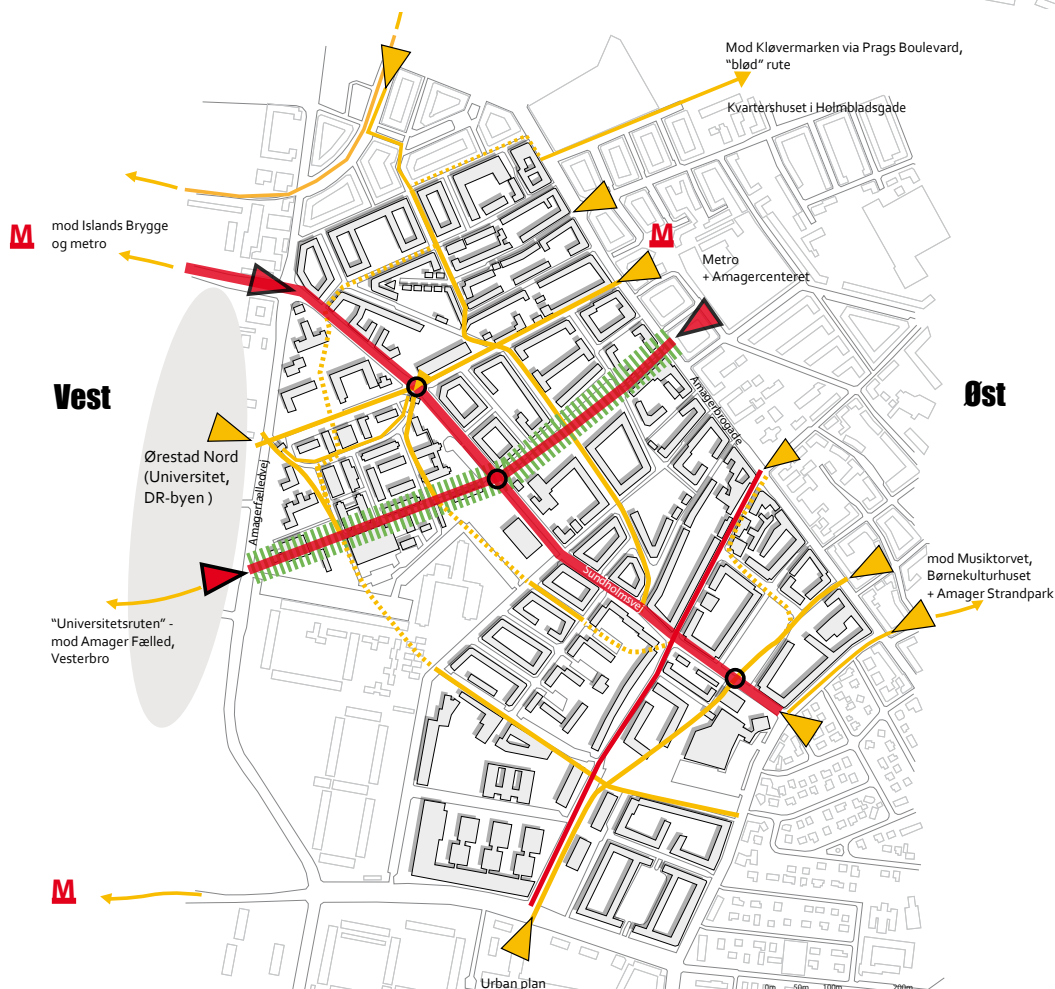 Mod Kløvermarken via Prags Boulevard,
“blød” rute
Kvartershuset i Holmbladsgade
M
mod Islands Brygge
og metro
M
Metro
+ Amagercenteret
Vest
Øst
Amagerbrogade
Ørestad Nord
(Universitet,
DR-byen )
Amagerfælledvej
Sundholmsvej
mod Musiktorvet,
Børnekulturhuset
+ Amager Strandpark
“Universitetsruten” -
mod Amager Fælled,
Vesterbro
M
Urban plan
0m 50m 100m 200m